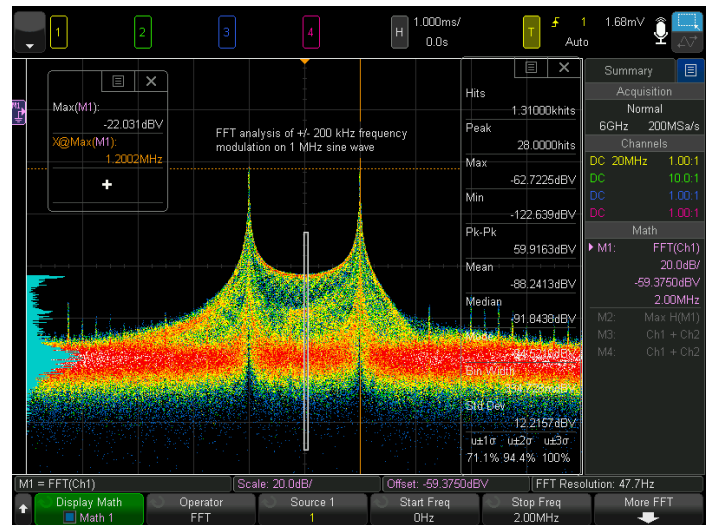 1
2
3
4
H
1.000ms/
0.0s
T
1
Auto
1.68mV
Max(M1):
-22.031dBV
X@Max(M1):
1.2002MHz
FFT analysis of +/- 200 kHz frequency
modulation on 1 MHz sine wave
Hits
1.31000khits
Peak
28.0000hits
Max
-62.7225dBV
Min
-122.639dBV
Pk-Pk
59.9163dBV
Mean
-88.2413dBV
Median
-91.8438dBV
Bin Width
Std Dev
12.2157dBV
u±1σ u±2σ u±3σ
71.1% 94.4% 100%
Summary
Acquisition
Normal
6GHz 200MSa/s
Channels
DC 20MHz 1.00:1
DC 10.0:1
DC 1.00:1
DC 1.00:1
Math
M1: FFT(Ch1)
20.0dB/
-59.3750dBV
2.00MHz
M2: Max H(M1)
M3: Ch1 + Ch2
M4: Ch1 + Ch2
M1 = FFT(Ch1)
Scale: 20.0dB/
Offset: -59.3750dBV
FFT Resolution: 47.7Hz
Display Math
Math 1
Operator
FFT
Source 1
1
Start Freq
0Hz
Stop Freq
2.00MHz
More FFT